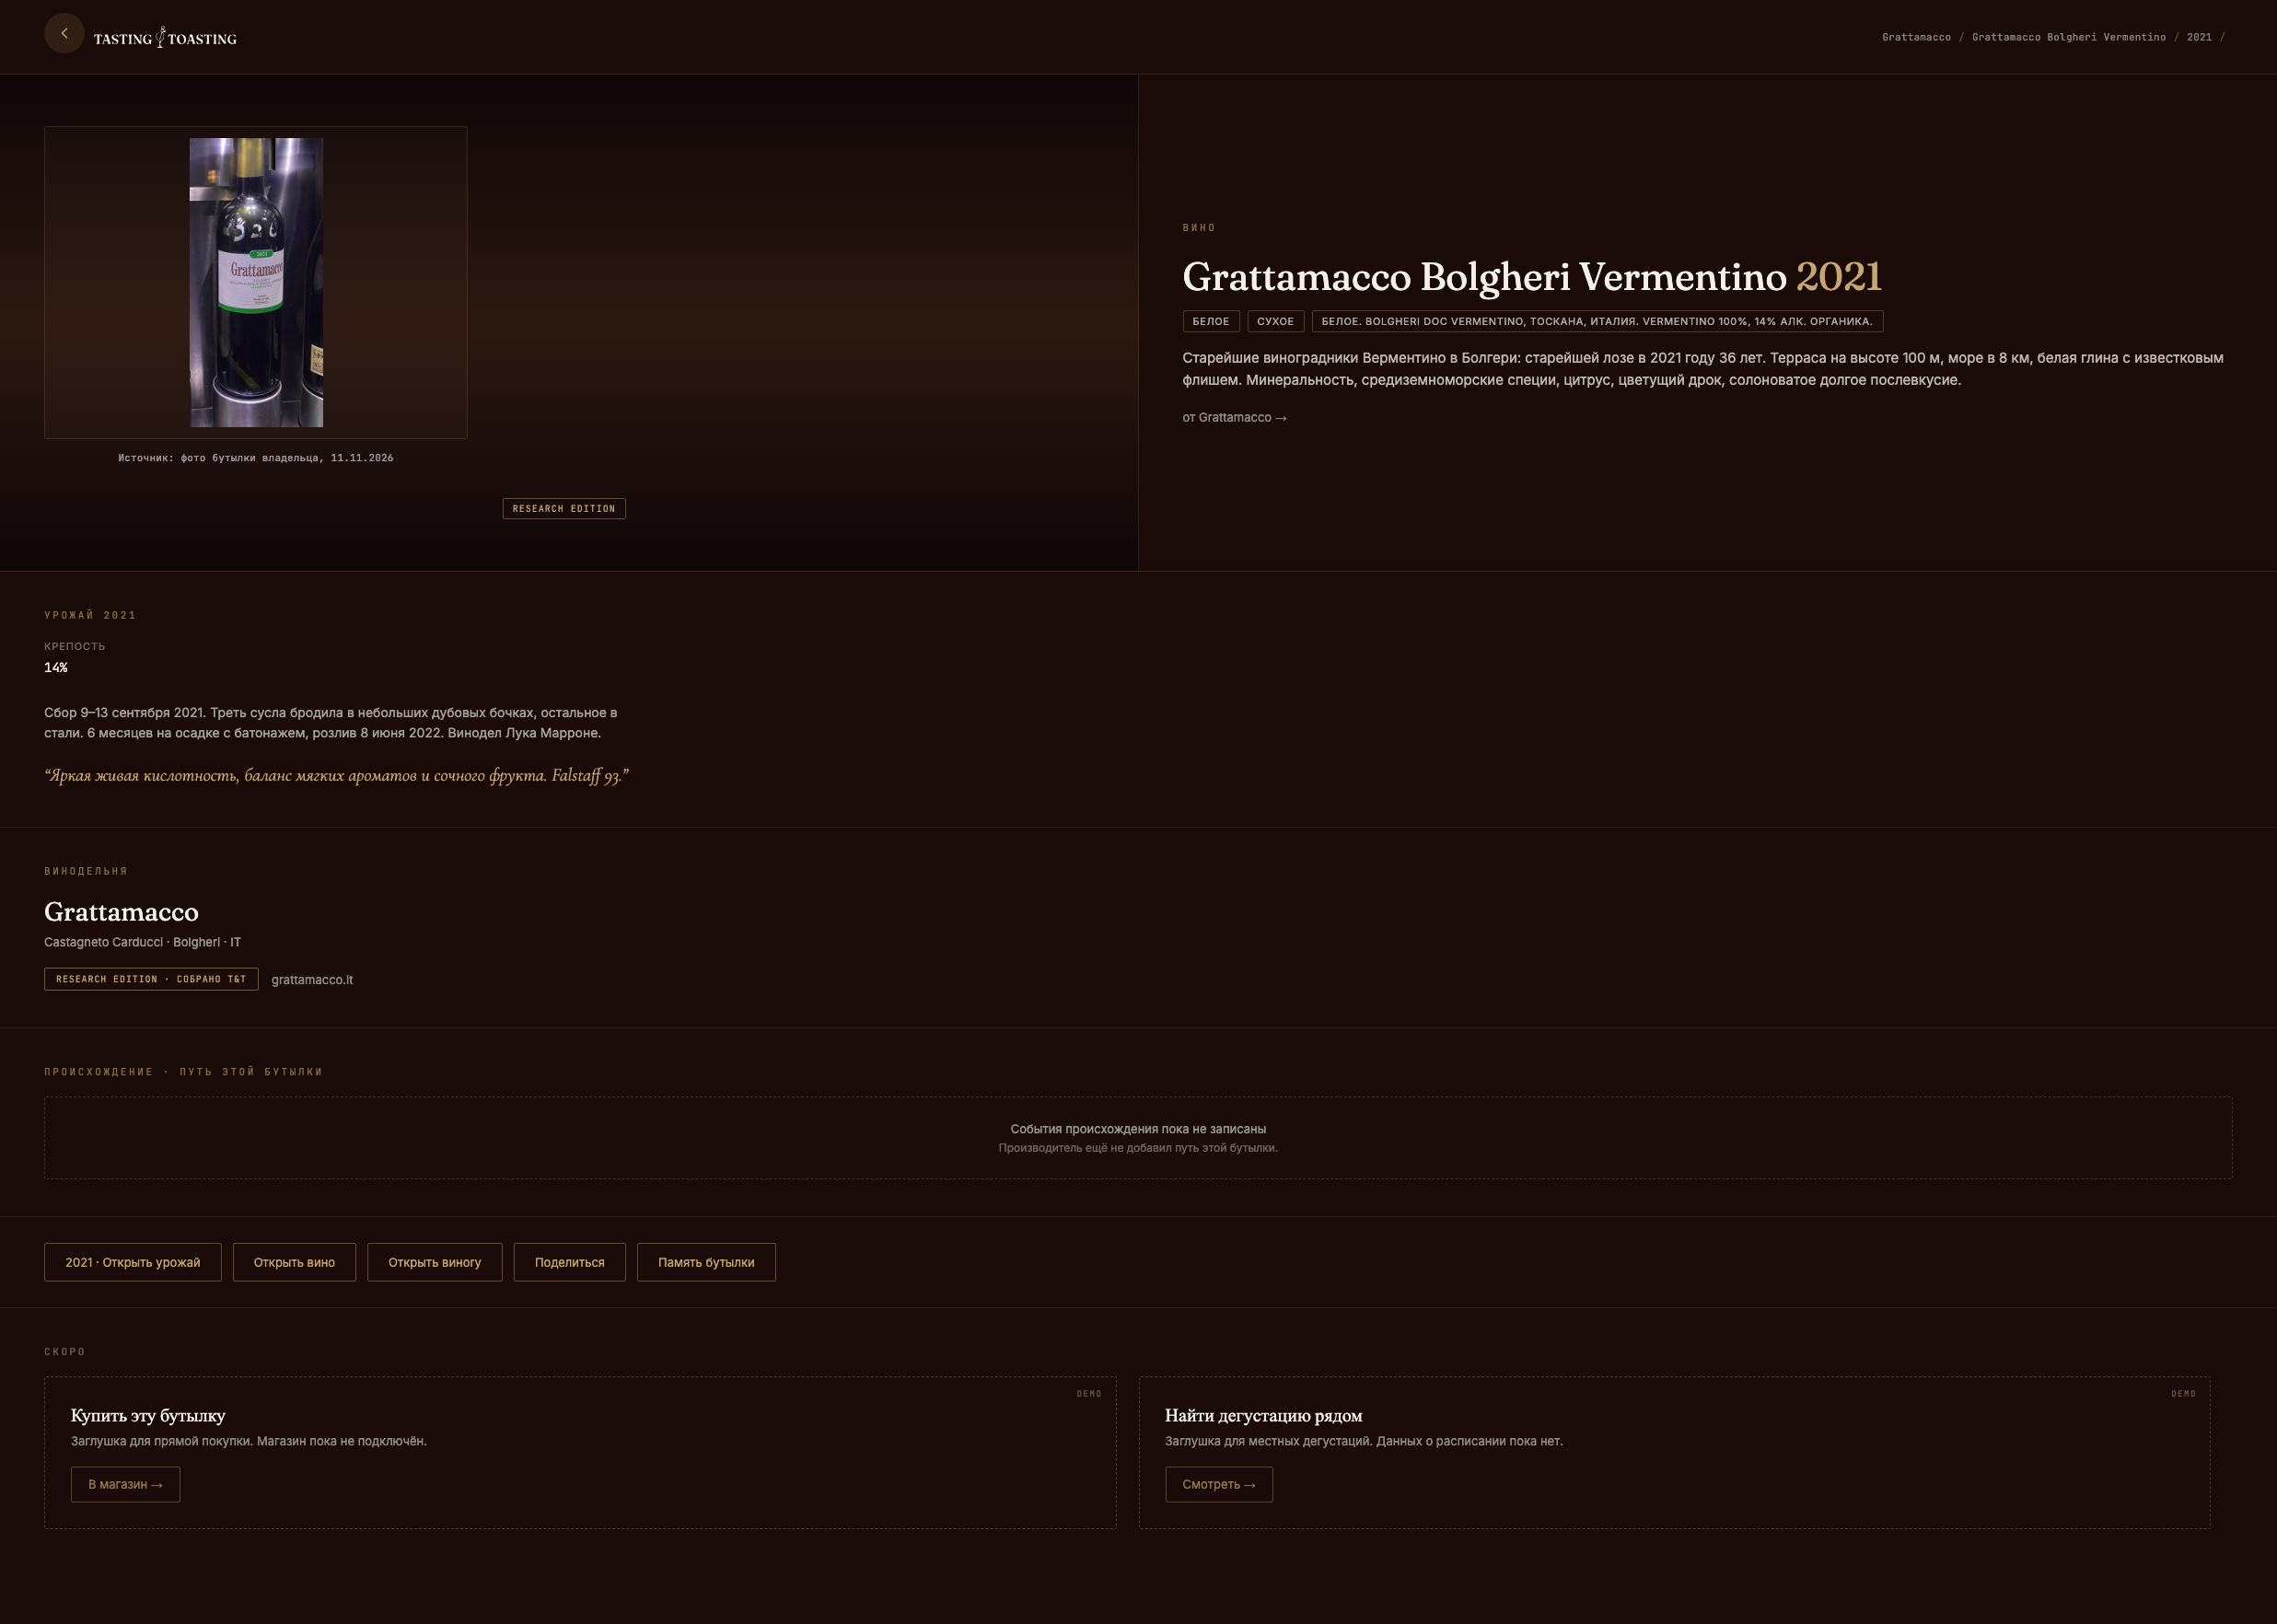 TASTING TOASTING
Grattamacco / Grattamacco Bolgheri Vermentino / 2021 /
2021
Grattamacco
Источник: фото бутылки владельца, 11.11.2026
RESEARCH EDITION
ВИНО
Grattamacco Bolgheri Vermentino 2021
БЕЛОЕ
СУХОЕ
БЕЛОЕ. BOLGHERI DOC VERMENTINO, ТОСКАНА, ИТАЛИЯ. VERMENTINO 100%, 14% АЛК. ОРГАНИКА.
Старейшие виноградники Верментино в Болгери: старейшей лозе в 2021 году 36 лет. Терраса на высоте 100 м, море в 8 км, белая глина с известковым
флишем. Минеральность, средиземноморские специи, цитрус, цветущий дрок, солоноватое долгое послевкусие.
от Grattamacco →
УРОЖАЙ 2021
КРЕПОСТЬ
14%
Сбор 9–13 сентября 2021. Треть сусла бродила в небольших дубовых бочках, остальное в
стали. 6 месяцев на осадке с батонажем, розлив 8 июня 2022. Винодел Лука Марроне.
“Яркая живая кислотность, баланс мягких ароматов и сочного фрукта. Falstaff 93.”
ВИНОДЕЛЬНЯ
Grattamacco
Castagneto Carducci · Bolgheri · IT
RESEARCH EDITION · СОБРАНО T&T
grattamacco.it
ПРОИСХОЖДЕНИЕ · ПУТЬ ЭТОЙ БУТЫЛКИ
События происхождения пока не записаны
Производитель ещё не добавил путь этой бутылки.
2021 · Открыть урожай
Открыть вино
Открыть виногу
Поделиться
Память бутылки
СКОРО
DEMO
Купить эту бутылку
Заглушка для прямой покупки. Магазин пока не подключён.
В магазин →
DEMO
Найти дегустацию рядом
Заглушка для местных дегустаций. Данных о расписании пока нет.
Смотреть →